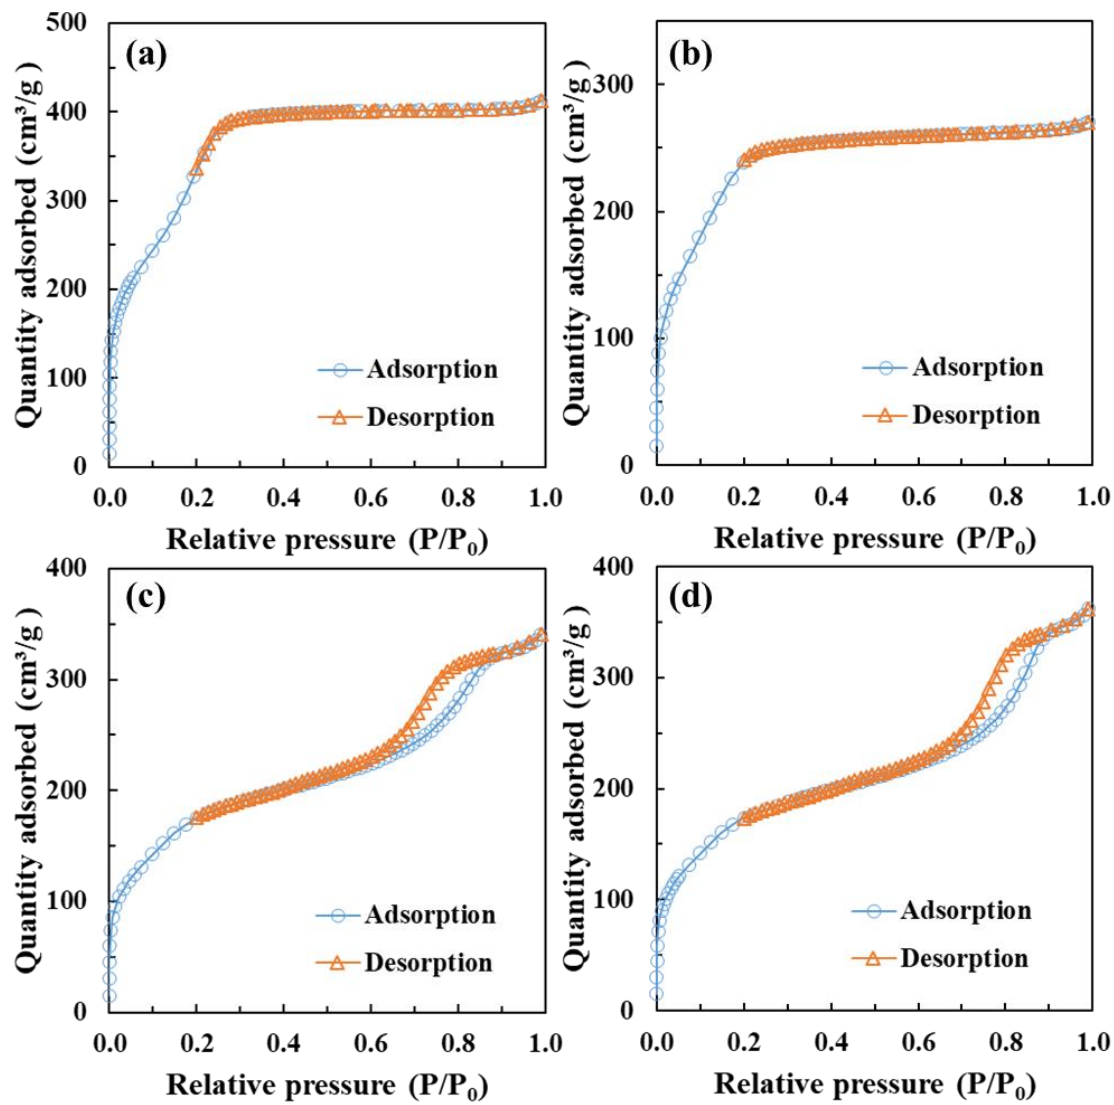 (a)
Quantity adsorbed (cm³/g )
500
400
300
200
100
0
Adsorption
Desorption
0.0 0.2 0.4 0.6 0.8 1.0
Relative pressure (P/P₀)
(b)
Quantity adsorbed (cm³/g )
300
200
100
0
Adsorption
Desorption
0.0 0.2 0.4 0.6 0.8 1.0
Relative pressure (P/P₀)
(c)
Quantity adsorbed (cm³/g )
400
300
200
100
0
Adsorption
Desorption
0.0 0.2 0.4 0.6 0.8 1.0
Relative pressure (P/P₀)
(d)
Quantity adsorbed (cm³/g )
400
300
200
100
0
Adsorption
Desorption
0.0 0.2 0.4 0.6 0.8 1.0
Relative pressure (P/P₀)